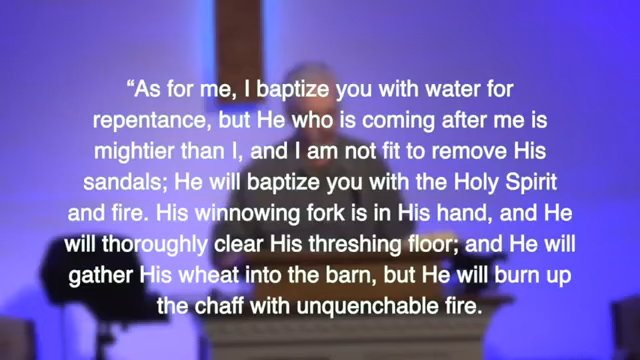 “As for me, I baptize you with water for
repentance, but He who is coming after me is
mightier than I, and I am not fit to remove His
sandals; He will baptize you with the Holy Spirit
and fire. His winnowing fork is in His hand, and He
will thoroughly clear His threshing floor; and He will
gather His wheat into the barn, but He will burn up
the chaff with unquenchable fire.